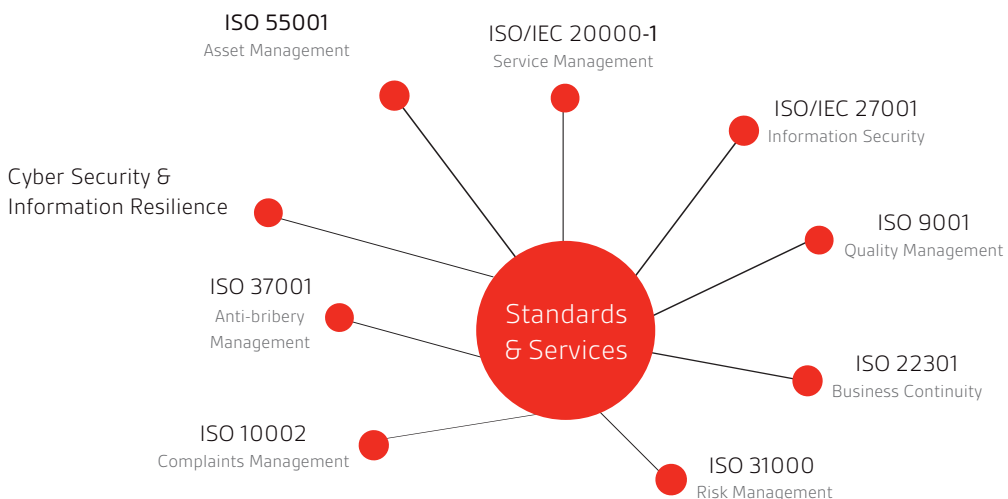 ISO 55001
Asset Management
ISO/IEC 20000-1
Service Management
ISO/IEC 27001
Information Security
Cyber Security &
Information Resilience
ISO 9001
Quality Management
ISO 37001
Anti-bribery
Management
Standards
& Services
ISO 22301
Business Continuity
ISO 10002
Complaints Management
ISO 31000
Risk Management